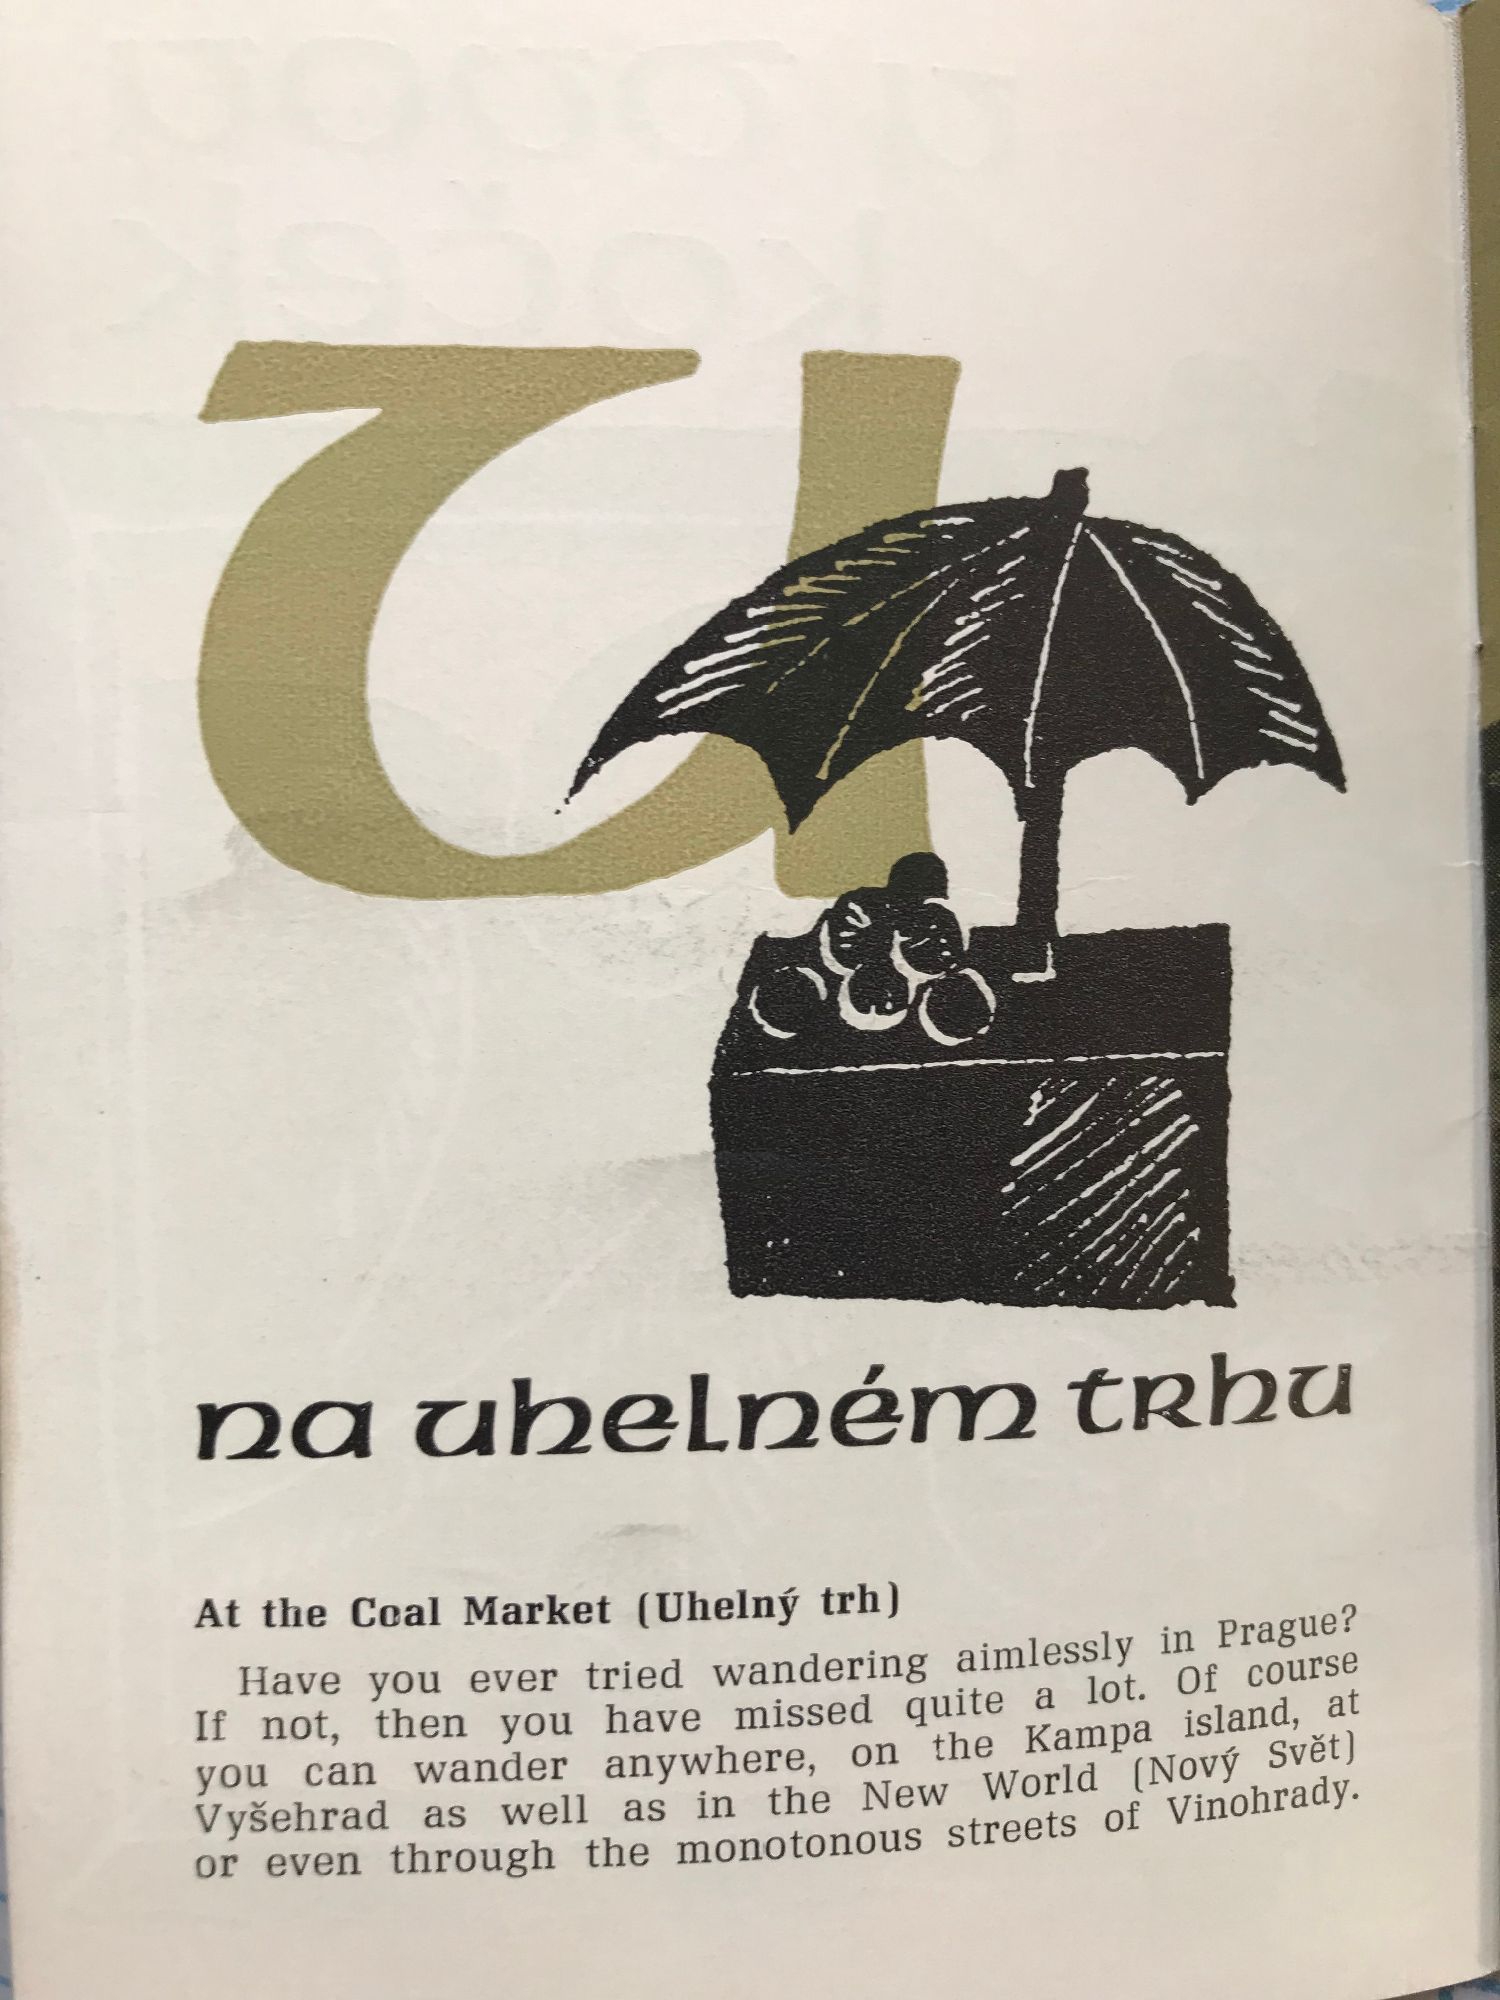 U
na uhelném trhu
At the Coal Market (Uhelný trh)
Have you ever tried wandering aimlessly in Prague?
If not, then you have missed quite a lot. Of course
you can wander anywhere, on the Kampa island, at
Vyšehrad as well as in the New World (Nový Svět)
or even through the monotonous streets of Vinohrady.